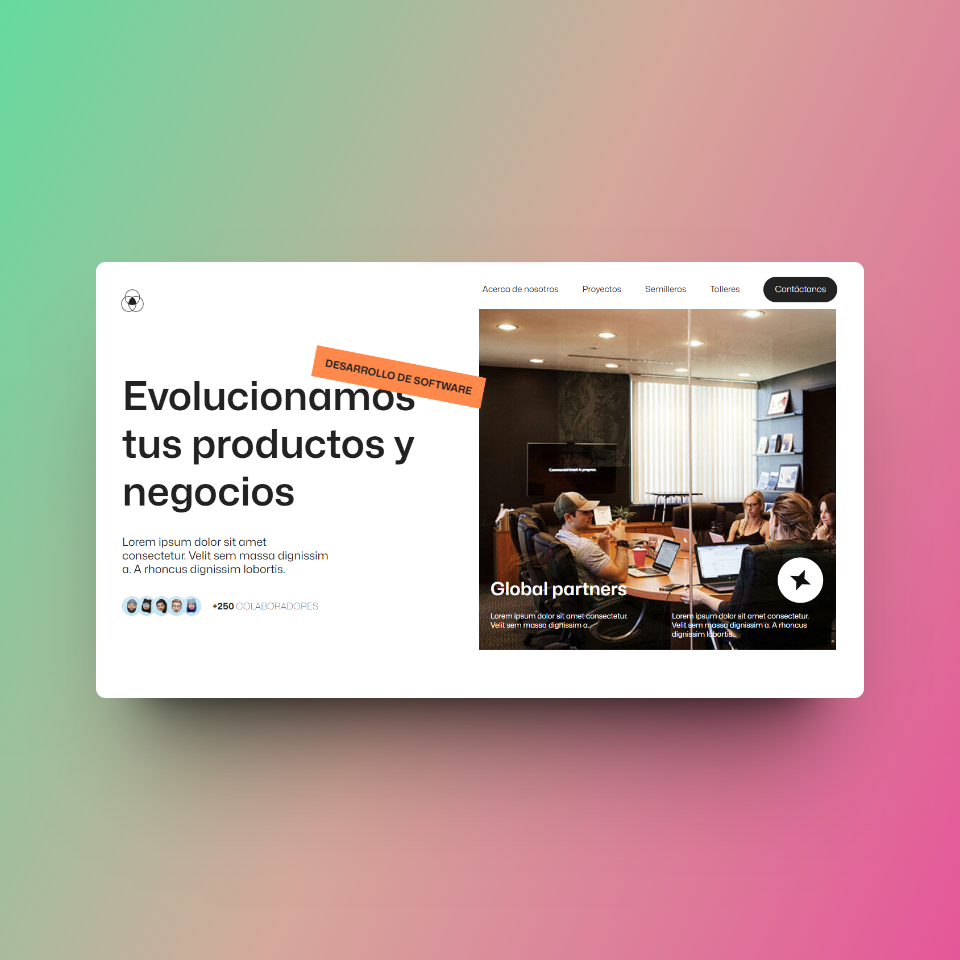 Acerca de nosotros
Proyectos
Semilleros
Talleres
Contáctanos
DESARROLLO DE SOFTWARE
Evolucionamos
tus productos y
negocios
Lorem ipsum dolor sit amet
consectetur. Velit sem massa dignissim
a. A rhoncus dignissim lobortis.
+250 COLABORADORES
Global partners
Lorem ipsum dolor sit amet consectetur.
Velit sem massa dignissim a.
Lorem ipsum dolor sit amet consectetur.
Velit sem massa dignissim a. A rhoncus
dignissim lobortis.